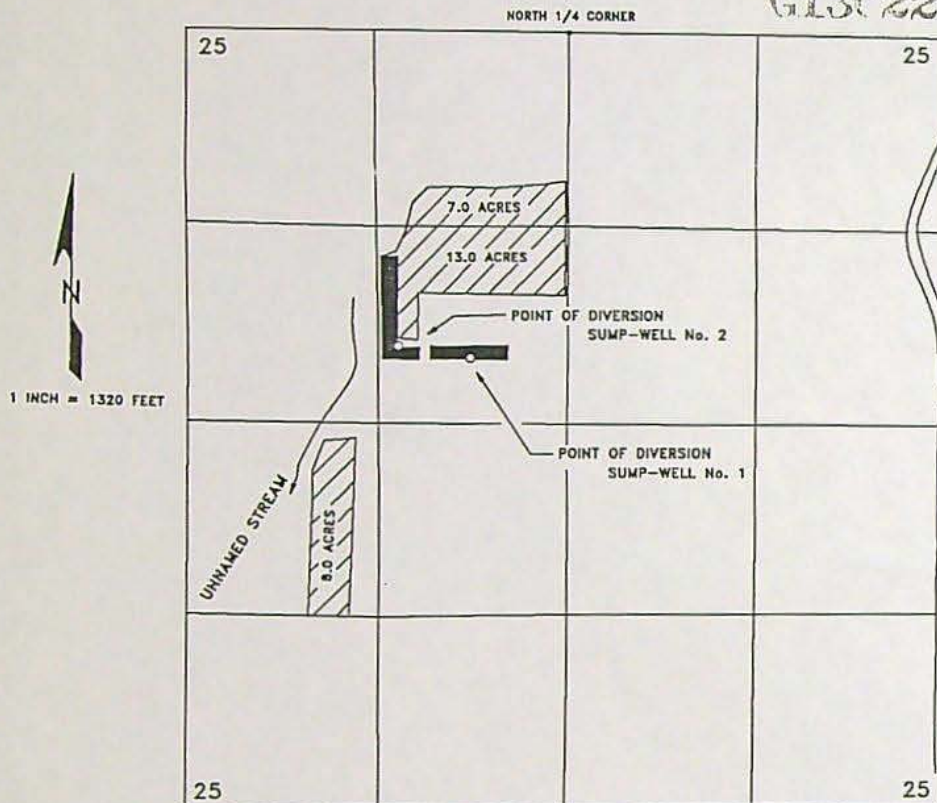 NORTH 1/4 CORNER
25
25
7.0 ACRES
13.0 ACRES
POINT OF DIVERSION
SUMP-WELL No. 2
N
1 INCH = 1320 FEET
POINT OF DIVERSION
SUMP-WELL No. 1
UNNAMED STREAM
8.0 ACRES
25
25